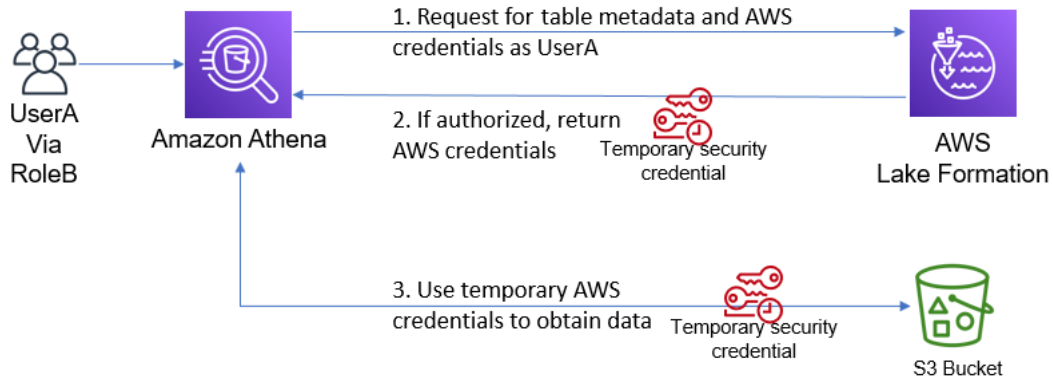 1. Request for table metadata and AWS
credentials as UserA
UserA
Via
RoleB
Amazon Athena
2. If authorized, return
AWS credentials
Temporary security
credential
AWS
Lake Formation
3. Use temporary AWS
credentials to obtain data
Temporary security
credential
S3 Bucket